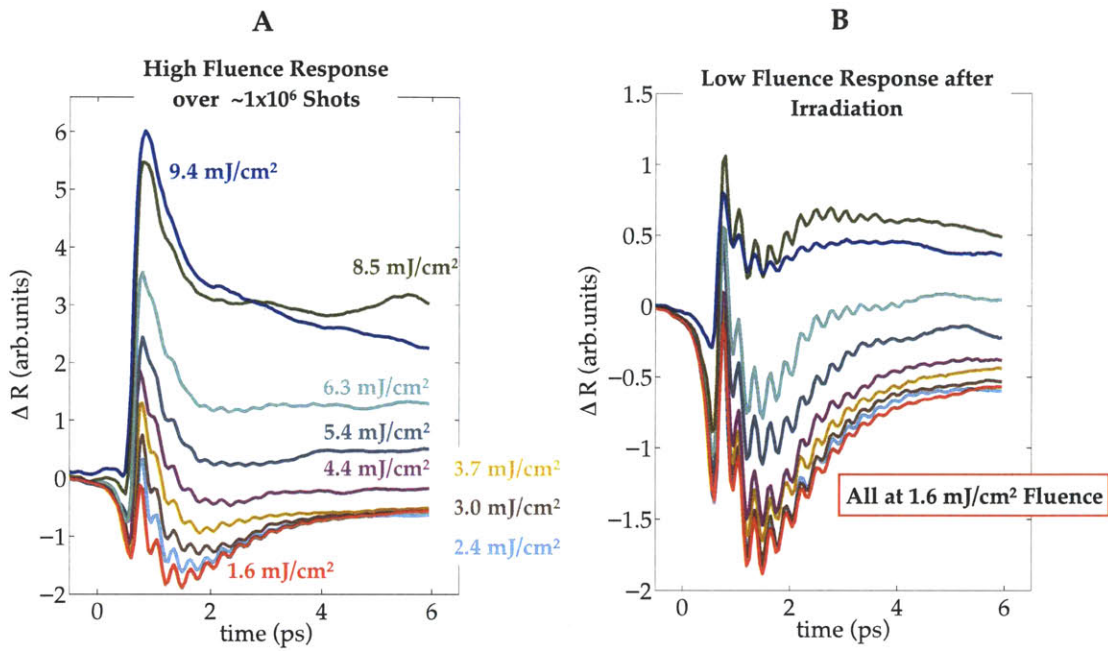 A
High Fluence Response
over ~1x10⁶ Shots
Δ R (arb.units)
6
5
4
3
2
1
0
−1
−2
9.4 mJ/cm²
8.5 mJ/cm²
6.3 mJ/cm²
5.4 mJ/cm²
4.4 mJ/cm²
3.7 mJ/cm²
3.0 mJ/cm²
2.4 mJ/cm²
1.6 mJ/cm²
0 2 4 6
time (ps)
B
Low Fluence Response after
Irradiation
Δ R (arb.units)
1.5
1
0.5
0
−0.5
−1
−1.5
−2
All at 1.6 mJ/cm² Fluence
0 2 4 6
time (ps)